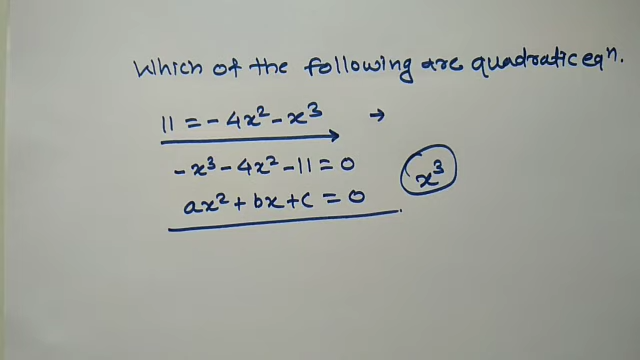 Which of the following are quadratic eqⁿ.
11 = -4x² - x³ →
-x³ - 4x² - 11 = 0
x³
ax² + bx + c = 0